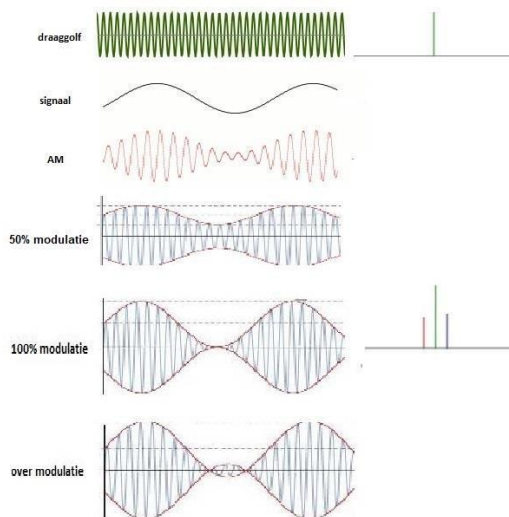 draaggolf
signaal
AM
50% modulatie
100% modulatie
over modulatie